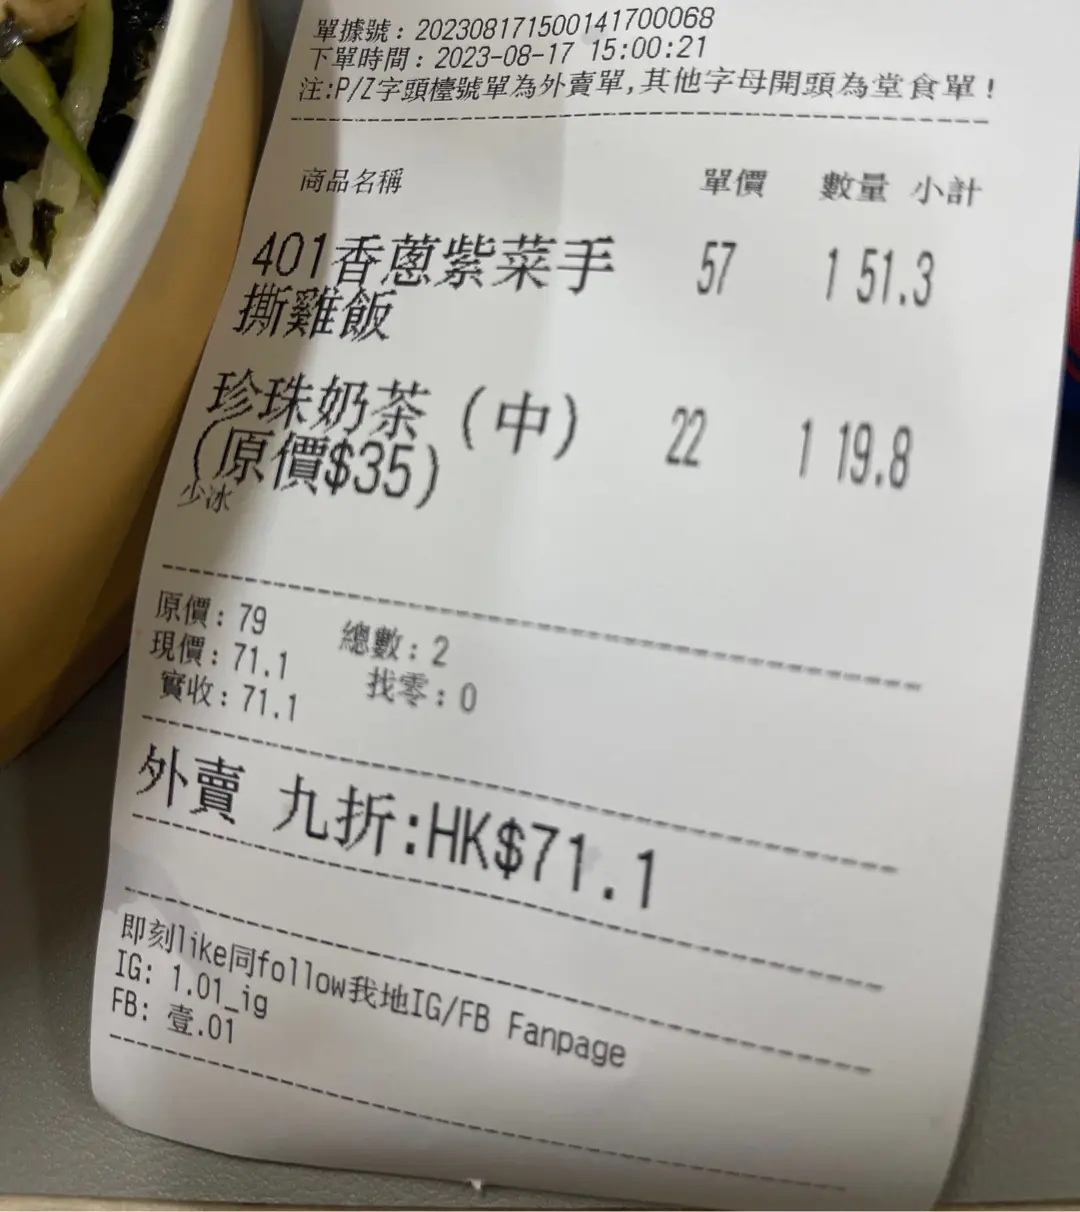 單據號: 202308171500141700068
下單時間: 2023-08-17 15:00:21
注:P/Z字頭檯號單為外賣單,其他字母開頭為堂食單!
商品名稱 單價 數量 小計
401香蔥紫菜手 57 1 51.3
撕雞飯
珍珠奶茶 (中) 22 1 19.8
(原價$35)
少冰
原價: 79 總數: 2
現價: 71.1 找零: 0
實收: 71.1
外賣 九折:HK$71.1
即刻like同follow我地IG/FB Fanpage
IG: 1.01_ig
FB: 壹.01